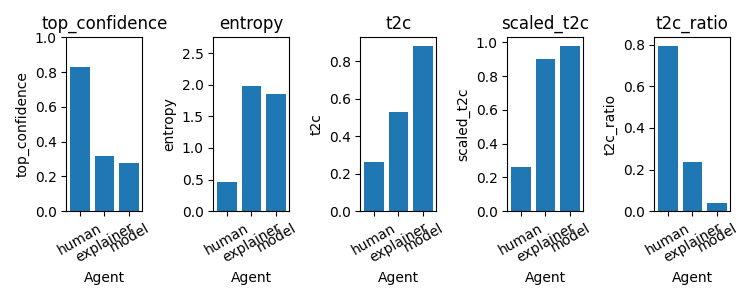 top_confidence
top_confidence
1.0
0.8
0.6
0.4
0.2
0.0
human
explainer
model
Agent
entropy
entropy
2.5
2.0
1.5
1.0
0.5
0.0
human
explainer
model
Agent
t2c
t2c
0.8
0.6
0.4
0.2
0.0
human
explainer
model
Agent
scaled_t2c
scaled_t2c
1.0
0.8
0.6
0.4
0.2
0.0
human
explainer
model
Agent
t2c_ratio
t2c_ratio
0.8
0.6
0.4
0.2
0.0
human
explainer
model
Agent